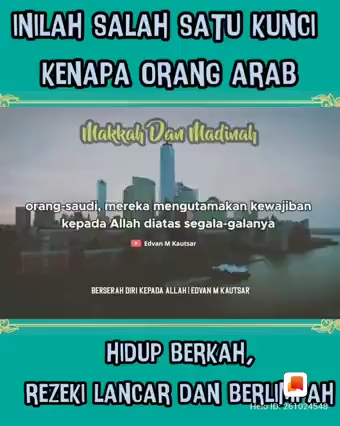 INILAH SALAH SATU KUNCI
KENAPA ORANG ARAB
Makkah Dan Madinah
orang-saudi, mereka mengutamakan kewajiban
kepada Allah diatas segala-galanya
Edvan M Kautsar
BERSERAH DIRI KEPADA ALLAH | EDVAN M KAUTSAR
HIDUP BERKAH,
REZEKI LANCAR DAN BERLIMPAH
Helo ID: 261024548